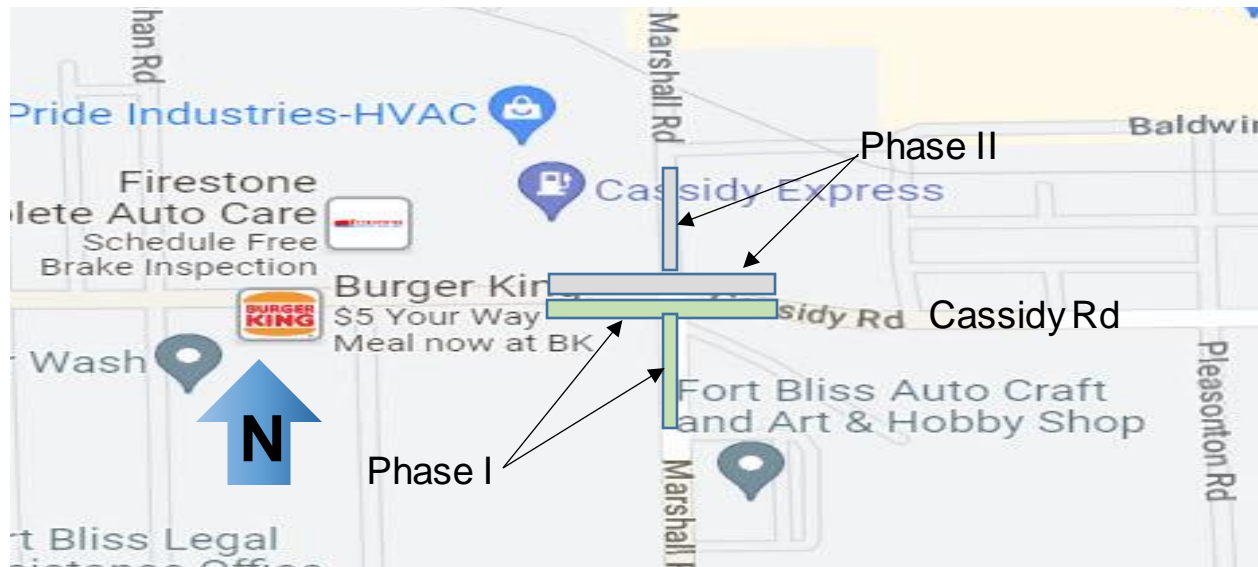 han Rd
Marshall Rd
Pride Industries-HVAC
Baldwin
Phase II
Firestone
plete Auto Care
Schedule Free
Brake Inspection
Cassidy Express
Burger King
$5 Your Way
Meal now at BK
BURGER
KING
Cassidy Rd
Cassidy Rd
r Wash
N
Phase I
Fort Bliss Auto Craft
and Art & Hobby Shop
Pleasonton Rd
Marshall R
rt Bliss Legal